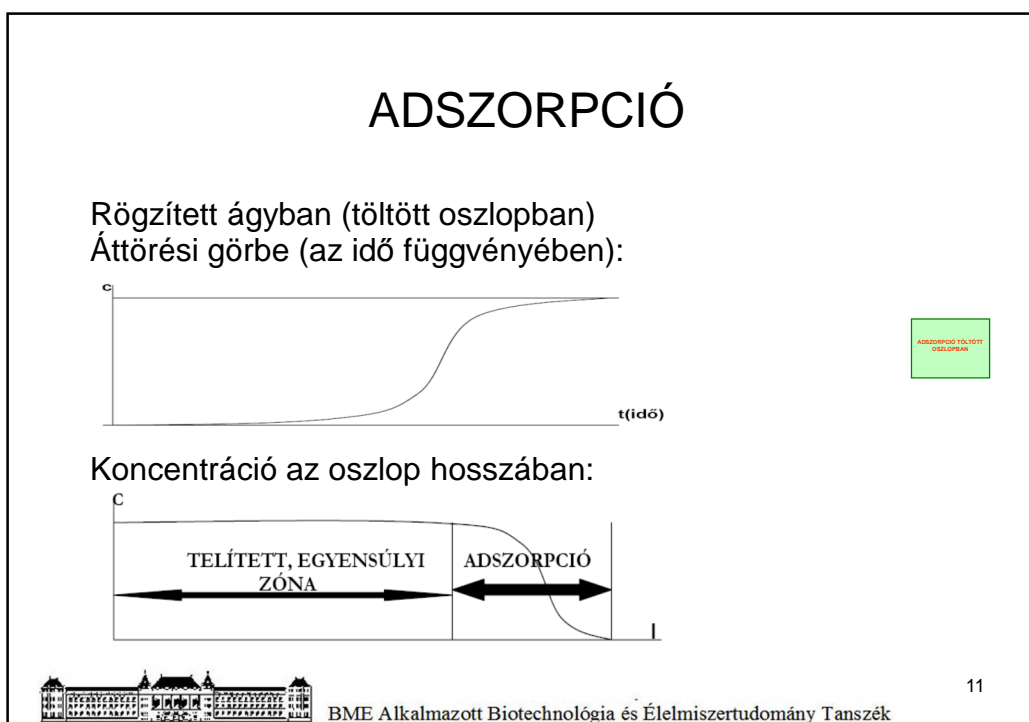 ADSZORPCIÓ
Rögzített ágyban (töltött oszlopban)
Áttörési görbe (az idő függvényében):
c
t(idő)
ADSZORPCIÓ TÖLTÖTT
OSZLOPBAN
Koncentráció az oszlop hosszában:
C
TELÍTETT, EGYENSÚLYI
ZÓNA
ADSZORPCIÓ
l
11
BME Alkalmazott Biotechnológia és Élelmiszertudomány Tanszék